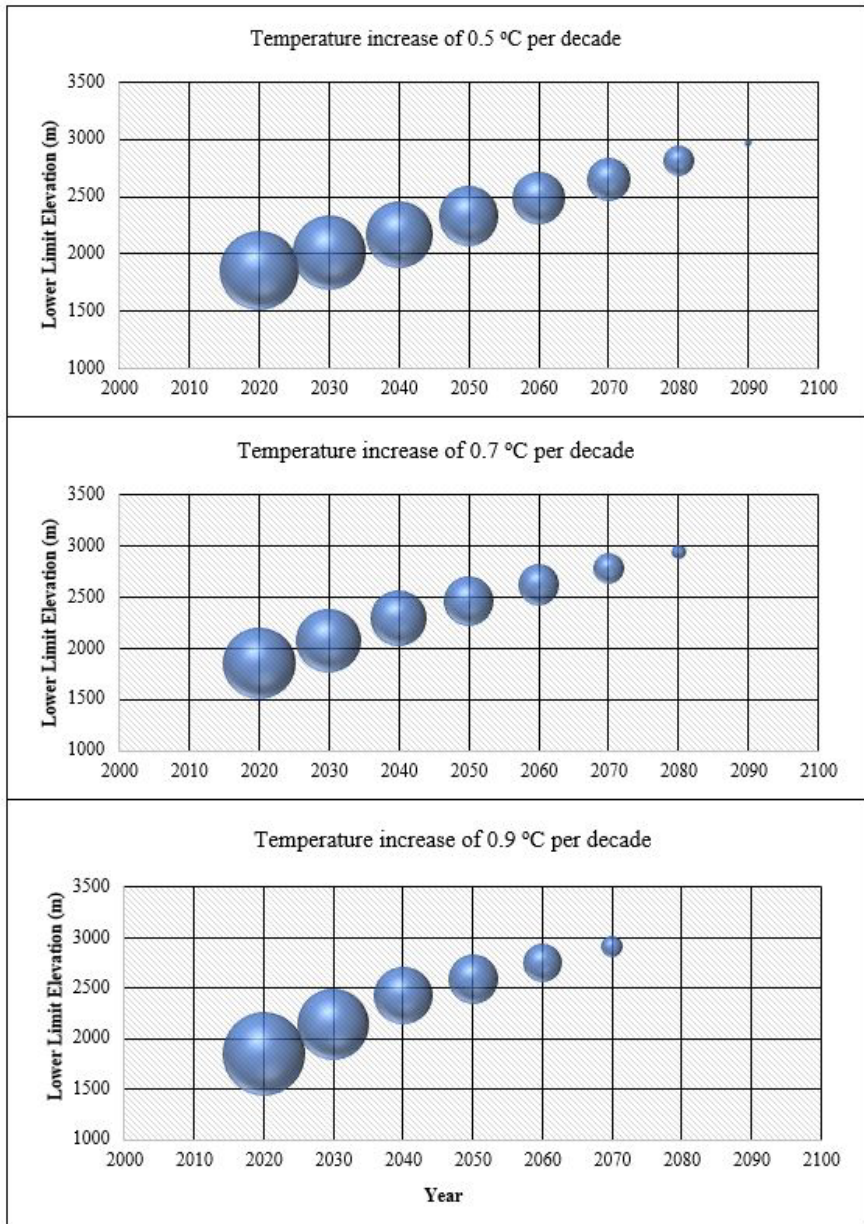 Temperature increase of 0.5 ºC per decade
Lower Limit Elevation (m)
3500
3000
2500
2000
1500
1000
2000 2010 2020 2030 2040 2050 2060 2070 2080 2090 2100
Temperature increase of 0.7 ºC per decade
Lower Limit Elevation (m)
3500
3000
2500
2000
1500
1000
2000 2010 2020 2030 2040 2050 2060 2070 2080 2090 2100
Temperature increase of 0.9 ºC per decade
Lower Limit Elevation (m)
3500
3000
2500
2000
1500
1000
2000 2010 2020 2030 2040 2050 2060 2070 2080 2090 2100
Year